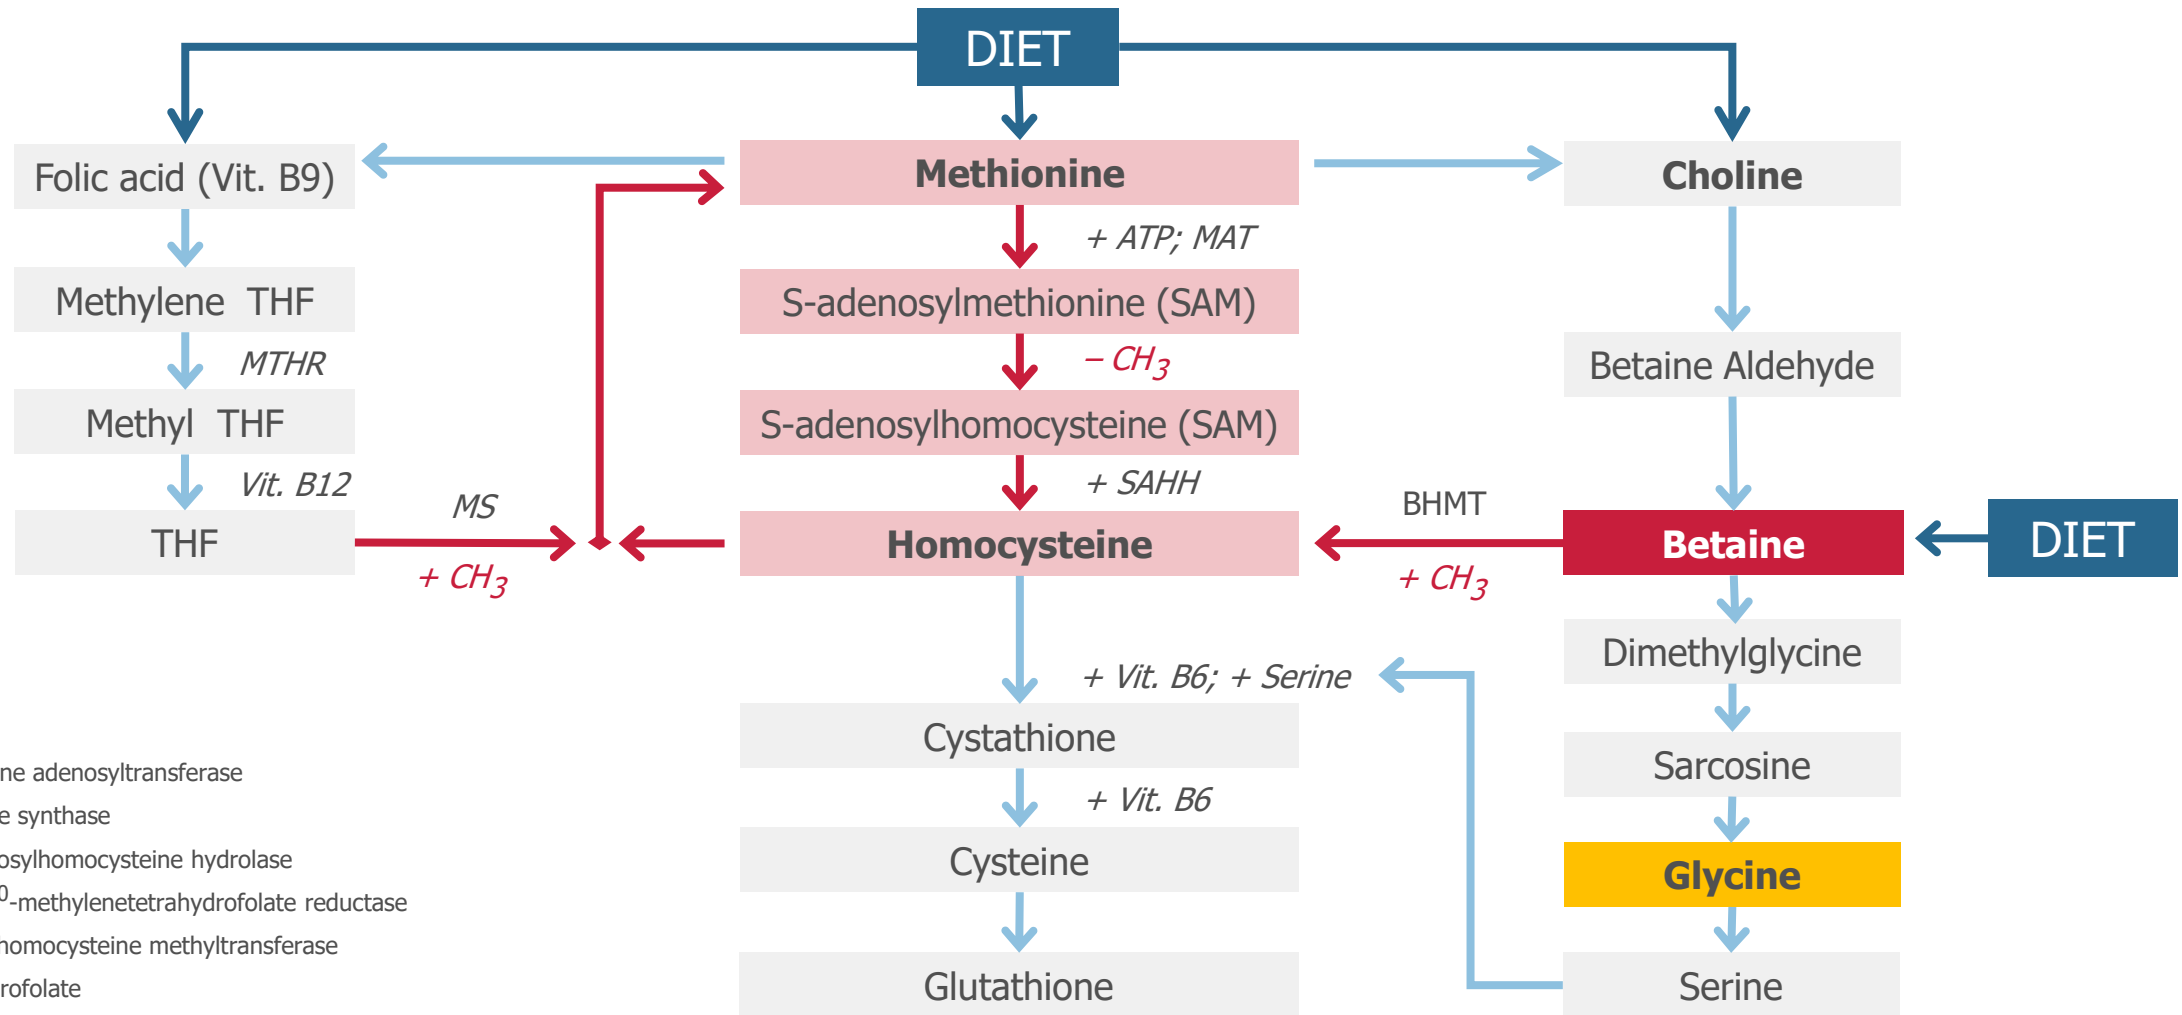 DIET
Folic acid (Vit. B9)
Methionine
Choline
+ ATP; MAT
Methylene THF
S-adenosylmethionine (SAM)
MTHR
– CH3
Betaine Aldehyde
Methyl THF
S-adenosylhomocysteine (SAM)
Vit. B12
+ SAHH
THF
MS
+ CH3
Homocysteine
BHMT
+ CH3
Betaine
DIET
Dimethylglycine
+ Vit. B6; + Serine
Cystathione
Sarcosine
+ Vit. B6
Cysteine
Glycine
Glutathione
Serine
ne adenosyltransferase
e synthase
osylhomocysteine hydrolase
0-methylenetetrahydrofolate reductase
homocysteine methyltransferase
rofolate